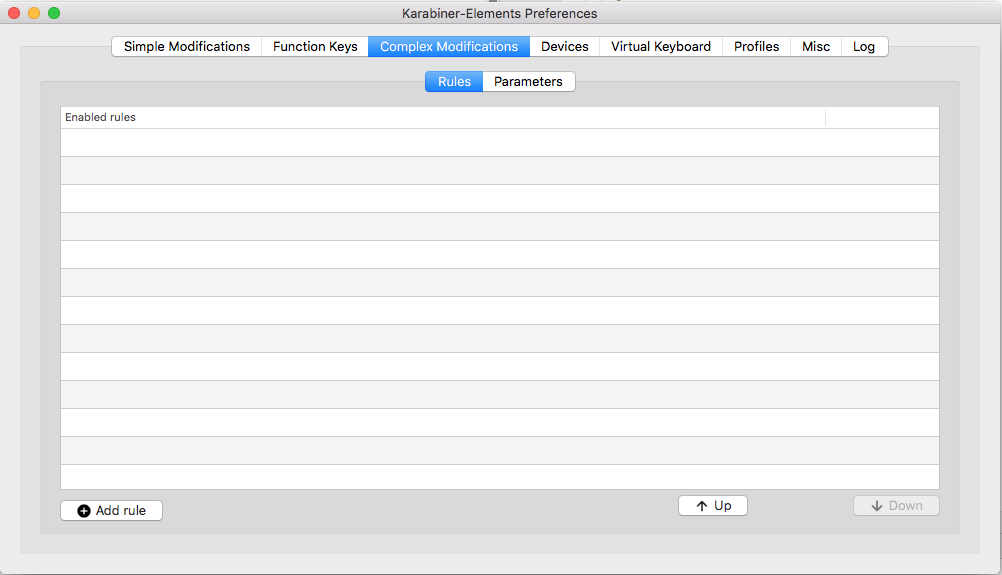 Karabiner-Elements Preferences
Simple Modifications Function Keys Complex Modifications Devices Virtual Keyboard Profiles Misc Log
Rules Parameters
Enabled rules
Add rule Up Down